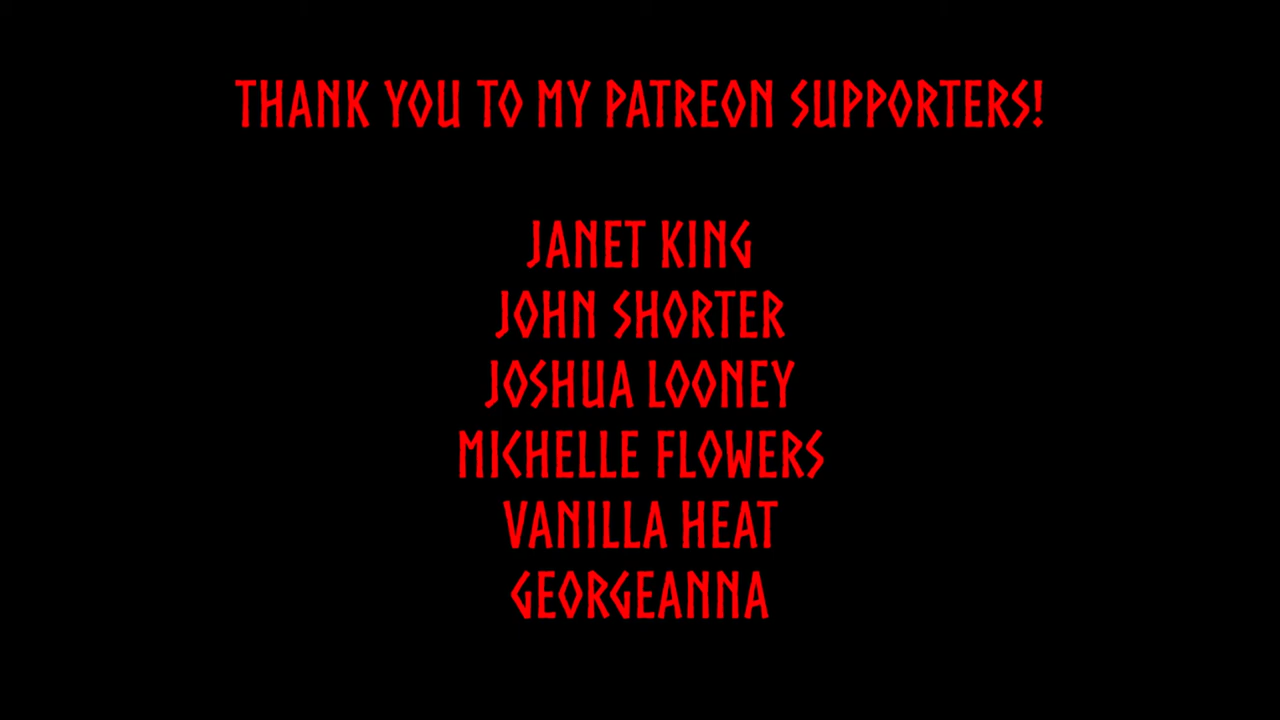 THANK YOU TO MY PATREON SUPPORTERS!
JANET KING
JOHN SHORTER
JOSHUA LOONEY
MICHELLE FLOWERS
VANILLA HEAT
GEORGEANNA